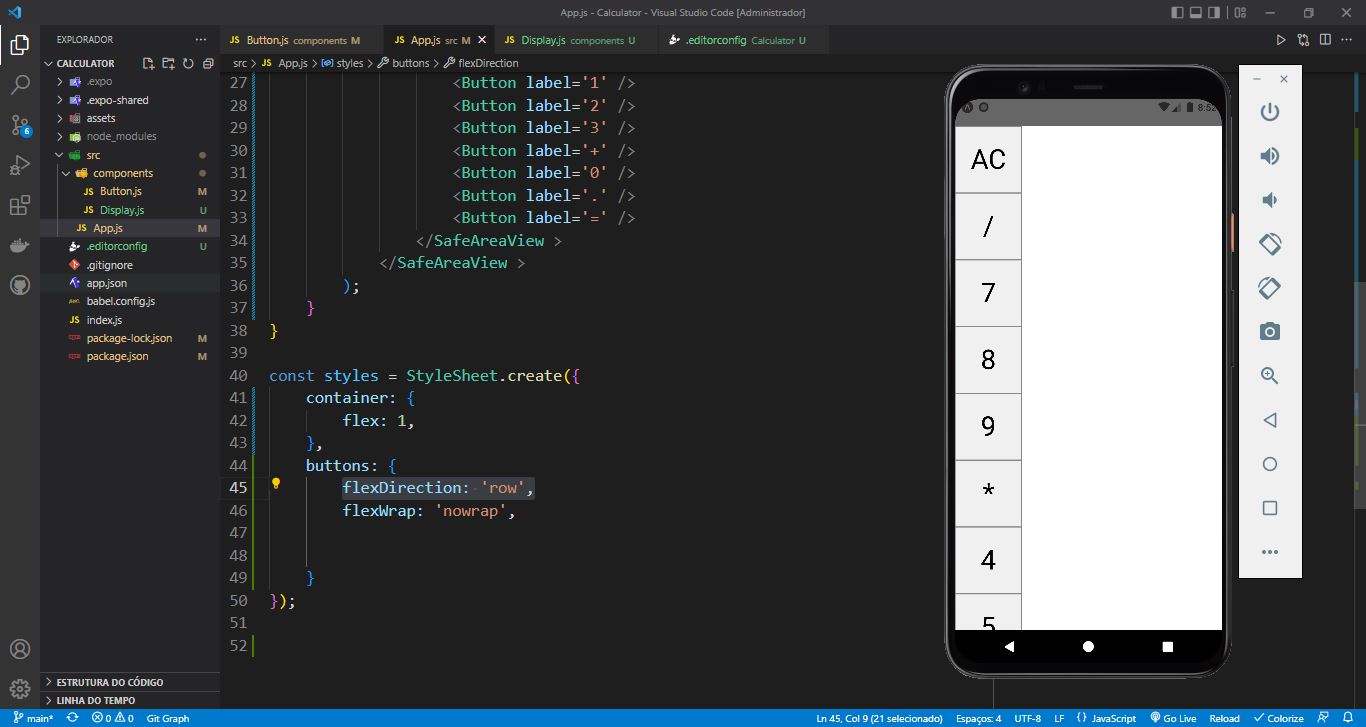 App.js - Calculator - Visual Studio Code [Administrador]
EXPLORADOR
CALCULATOR
.expo
.expo-shared
assets
node_modules
src
components
JS Button.js M
JS Display.js U
JS App.js M
.editorconfig U
.gitignore
app.json
babel.config.js
JS index.js
package-lock.json M
package.json M
ESTRUTURA DO CÓDIGO
LINHA DO TEMPO
JS Button.js components M
JS App.js src M
JS Display.js components U
.editorconfig Calculator U
src > JS App.js > styles > buttons > flexDirection
27 <Button label='1' />
28 <Button label='2' />
29 <Button label='3' />
30 <Button label='+' />
31 <Button label='0' />
32 <Button label='.' />
33 <Button label='=' />
34 </SafeAreaView >
35 </SafeAreaView >
36 );
37 }
38 }
39
40 const styles = StyleSheet.create({
41 container: {
42 flex: 1,
43 },
44 buttons: {
45 flexDirection: 'row',
46 flexWrap: 'nowrap',
47
48
49 }
50 });
51
52
8:52
AC
/
7
8
9
*
4
5
6
main*
0 0
Git Graph
Ln 45, Col 9 (21 selecionado)
Espaços: 4
UTF-8
LF
{} JavaScript
Go Live
Reload
Colorize